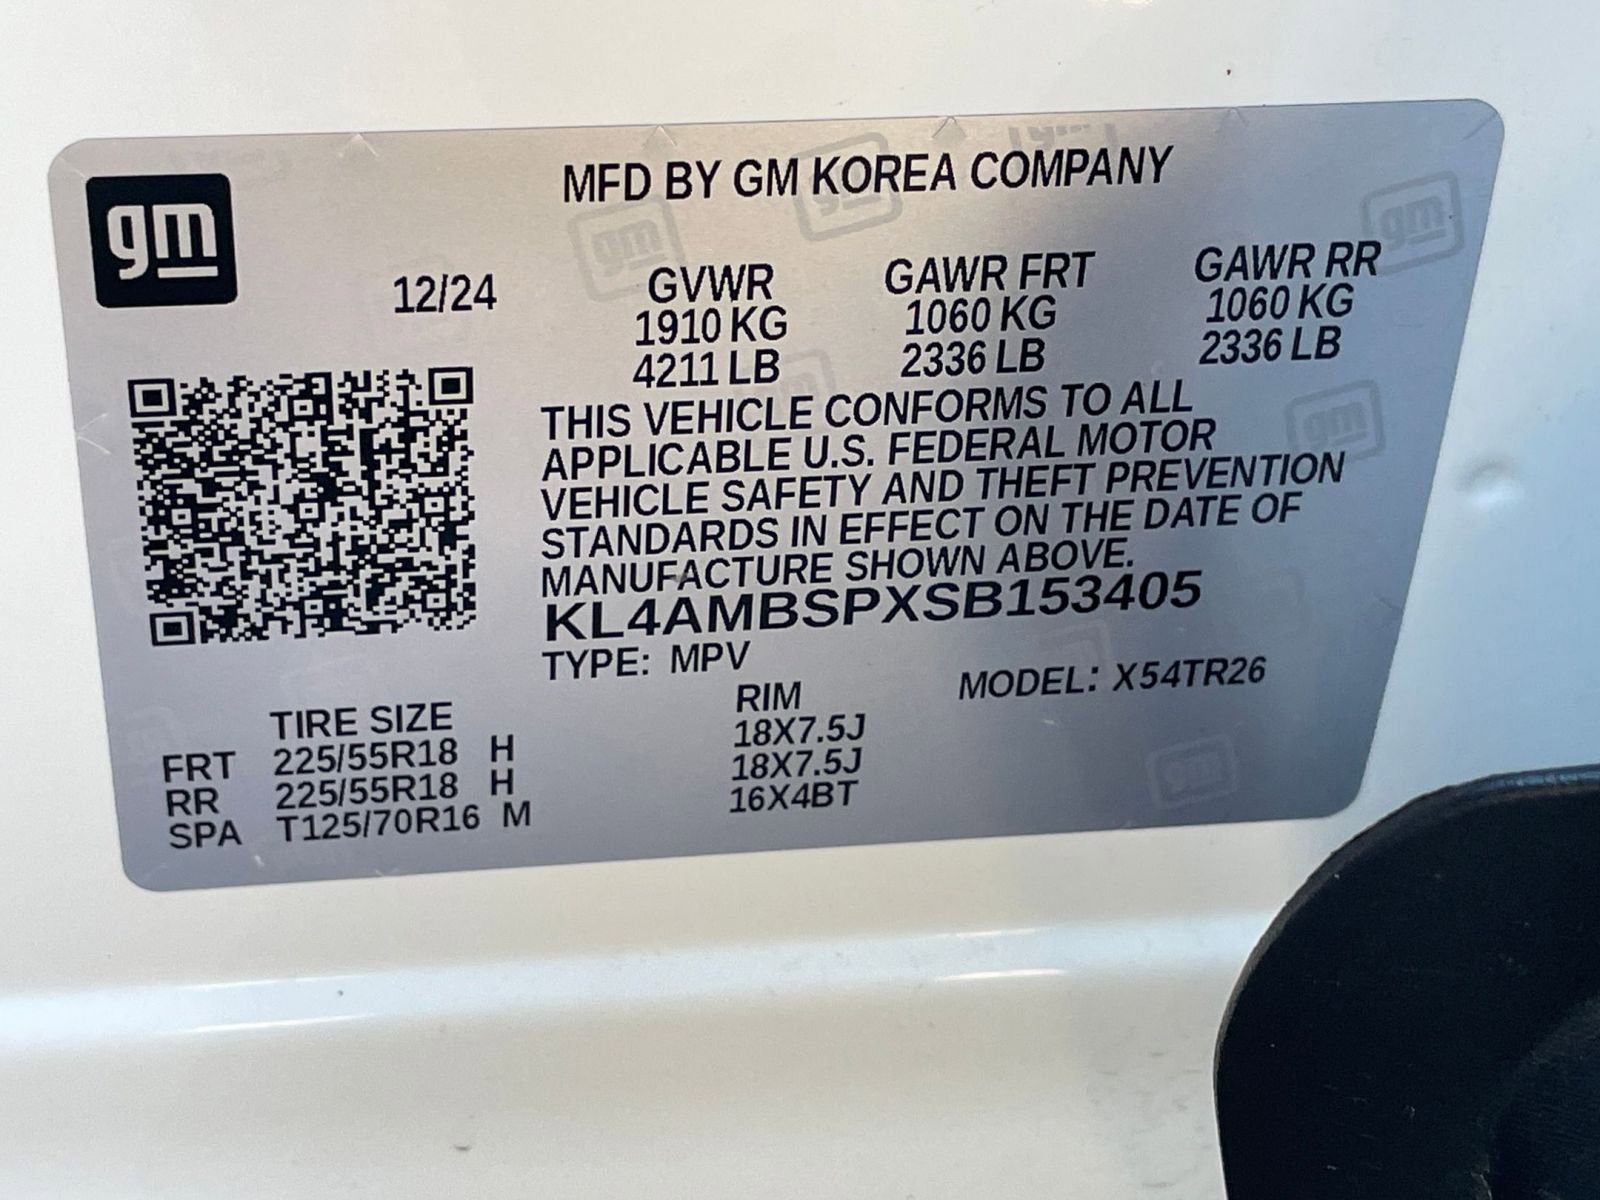 gm
MFD BY GM KOREA COMPANY
12/24 GVWR GAWR FRT GAWR RR
1910 KG 1060 KG 1060 KG
4211 LB 2336 LB 2336 LB
THIS VEHICLE CONFORMS TO ALL
APPLICABLE U.S. FEDERAL MOTOR
VEHICLE SAFETY AND THEFT PREVENTION
STANDARDS IN EFFECT ON THE DATE OF
MANUFACTURE SHOWN ABOVE.
KL4AMBSPXSB153405
TYPE: MPV MODEL: X54TR26
TIRE SIZE RIM
FRT 225/55R18 H 18X7.5J
RR 225/55R18 H 18X7.5J
SPA T125/70R16 M 16X4BT